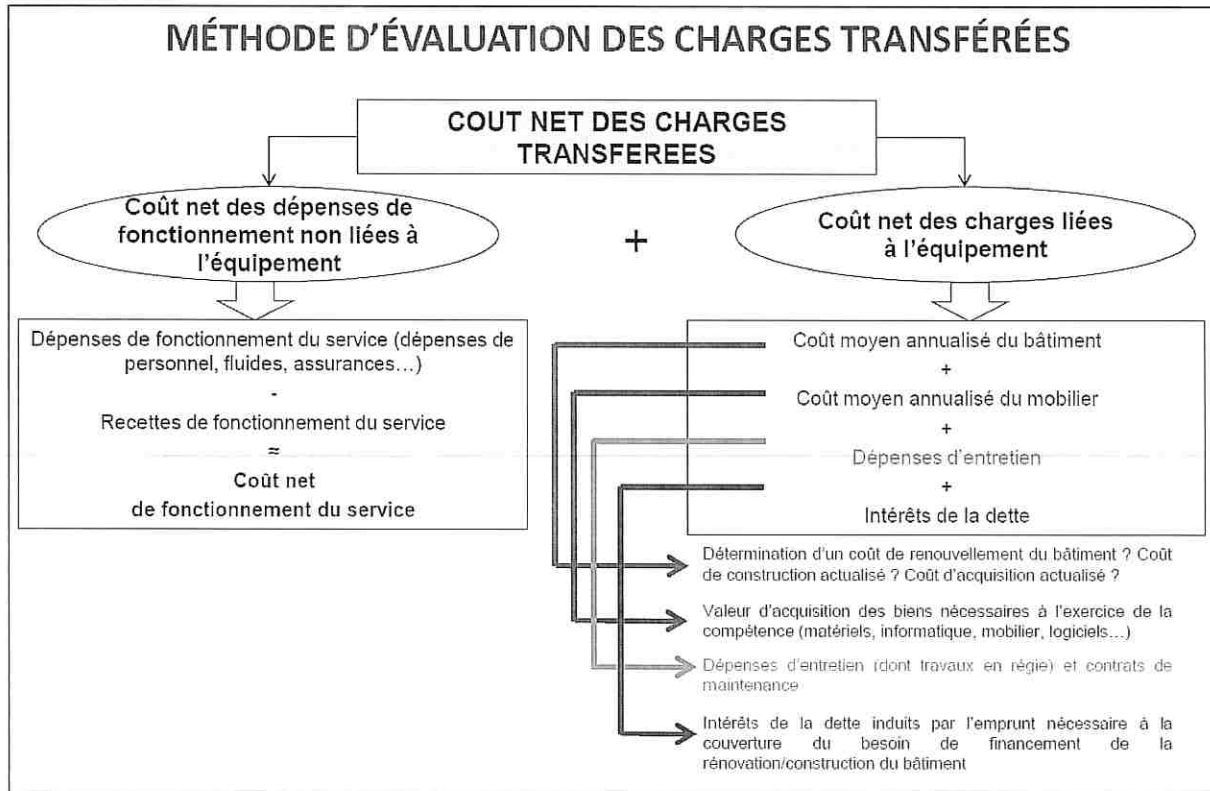 MÉTHODE D'ÉVALUATION DES CHARGES TRANSFÉRÉES
COUT NET DES CHARGES
TRANSFEREES
Coût net des dépenses de
fonctionnement non liées à
l'équipement
+
Coût net des charges liées
à l'équipement
Dépenses de fonctionnement du service (dépenses de
personnel, fluides, assurances…)
-
Recettes de fonctionnement du service
≈
Coût net
de fonctionnement du service
Coût moyen annualisé du bâtiment
+
Coût moyen annualisé du mobilier
+
Dépenses d'entretien
+
Intérêts de la dette
Détermination d'un coût de renouvellement du bâtiment ? Coût
de construction actualisé ? Coût d'acquisition actualisé ?
Valeur d'acquisition des biens nécessaires à l'exercice de la
compétence (matériels, informatique, mobilier, logiciels…)
Dépenses d'entretien (dont travaux en régie) et contrats de
maintenance
Intérêts de la dette induits par l'emprunt nécessaire à la
couverture du besoin de financement de la
rénovation/construction du bâtiment